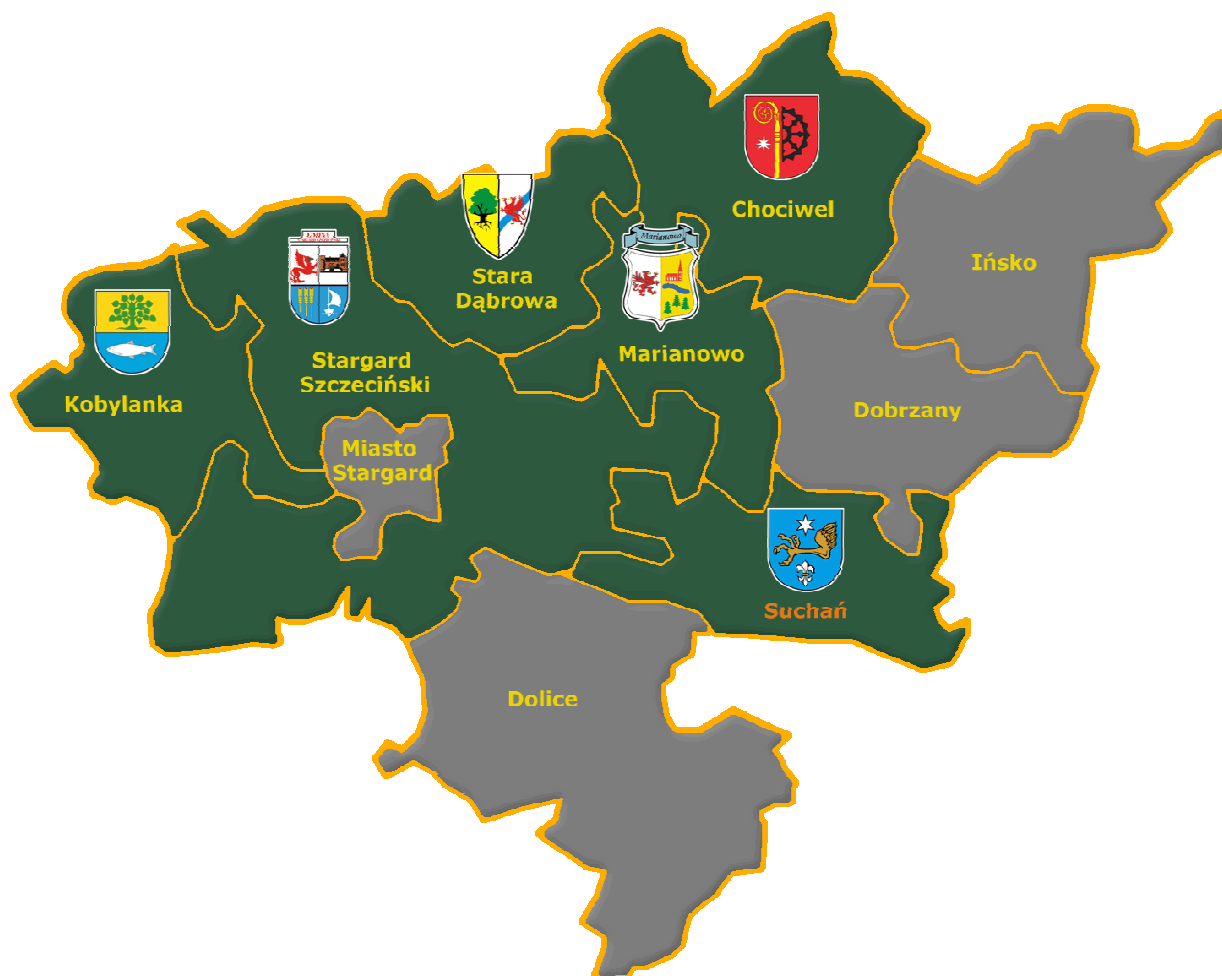 Chociwel
Ińsko
Stara
Dąbrowa
Marianowo
Stargard
Szczeciński
Marianowo
Kobylanka
Dobrzany
Miasto
Stargard
Suchań
Dolice